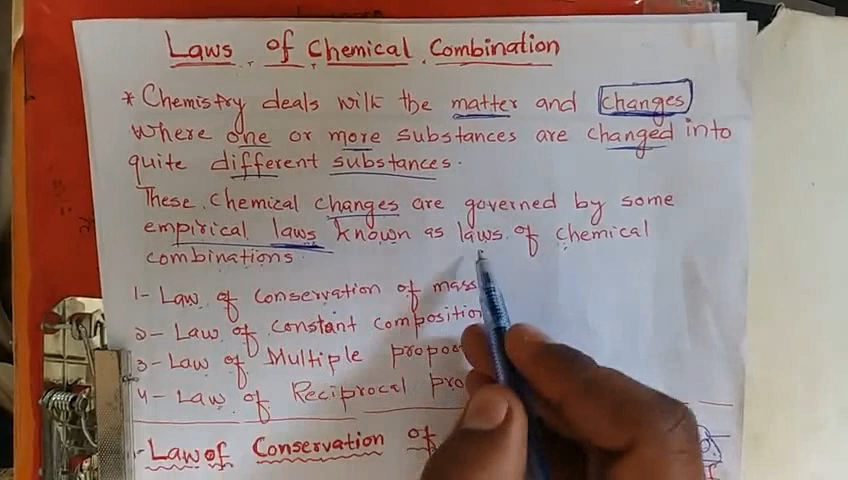 Laws of Chemical Combination
* Chemistry deals with the matter and changes
where one or more substances are changed into
quite different substances.
These chemical changes are governed by some
empirical laws known as laws of chemical
combinations.
1- Law of conservation of mass
2- Law of Constant composition
3- Law of Multiple propo
4- Law of Reciprocal pro
Law of Conservation of